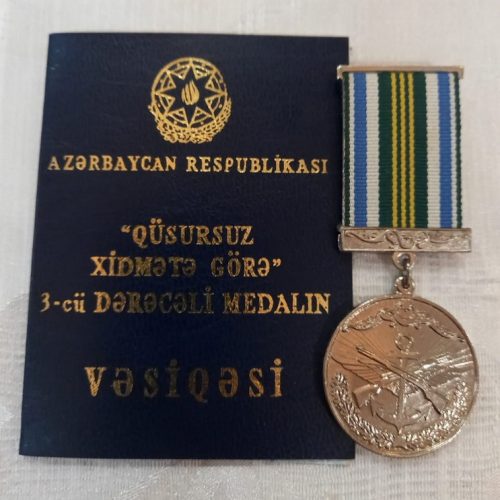 AZƏRBAYCAN RESPUBLİKASI
"QÜSURSUZ
XİDMƏTƏ GÖRƏ"
3-cü DƏRƏCƏLİ MEDALIN
VƏSİQƏSİ